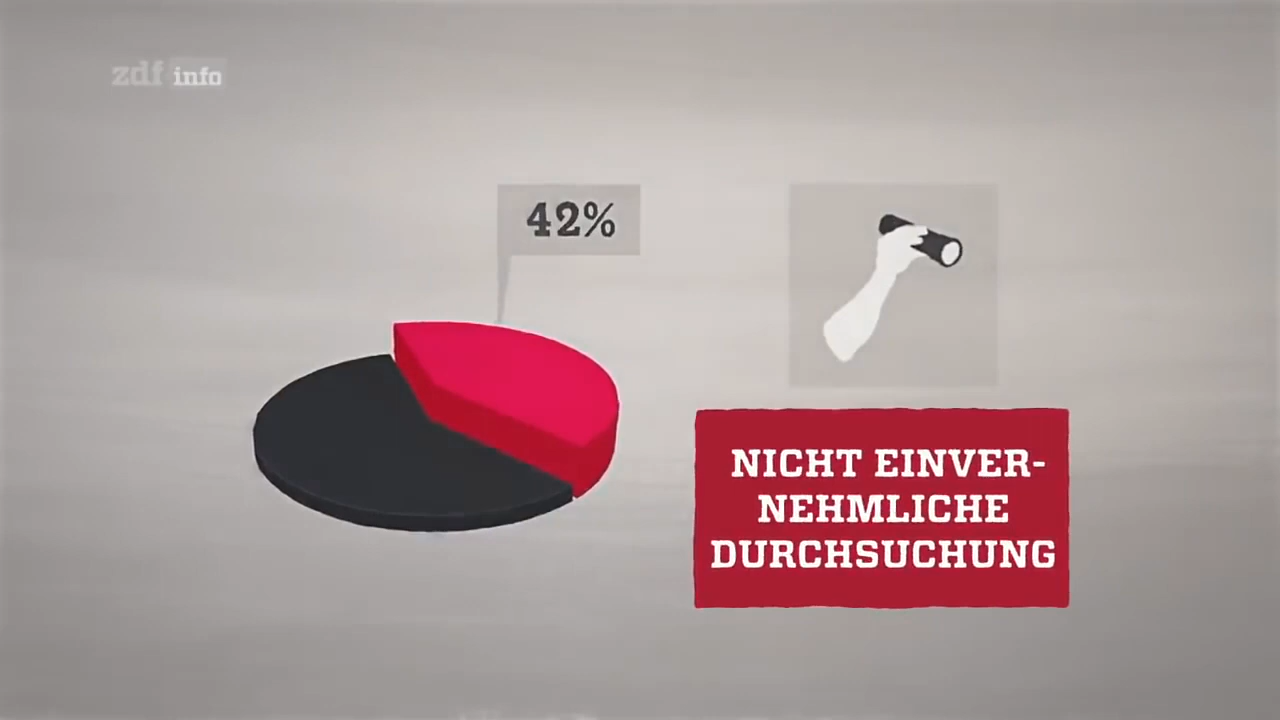 zdf info
42%
NICHT EINVER-
NEHMLICHE
DURCHSUCHUNG